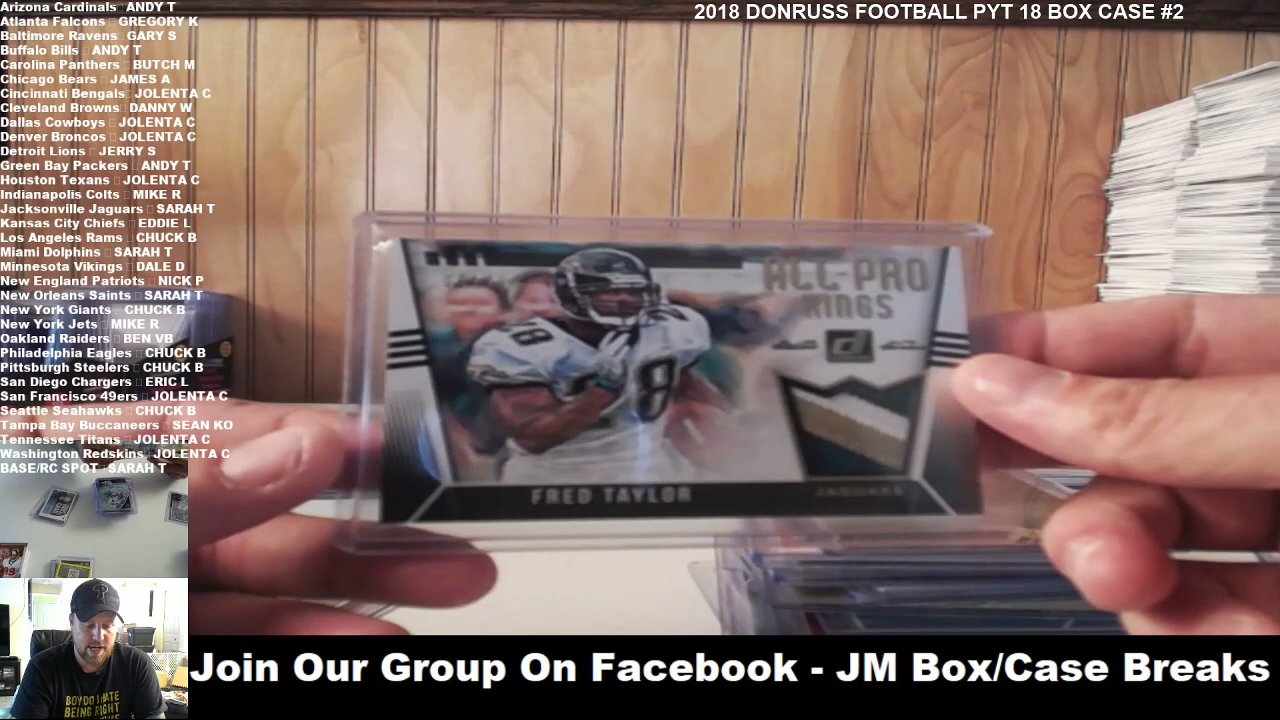 Arizona Cardinals ANDY T
Atlanta Falcons GREGORY K
Baltimore Ravens GARY S
Buffalo Bills ANDY T
Carolina Panthers BUTCH M
Chicago Bears JAMES A
Cincinnati Bengals JOLENTA C
Cleveland Browns DANNY W
Dallas Cowboys JOLENTA C
Denver Broncos JOLENTA C
Detroit Lions JERRY S
Green Bay Packers ANDY T
Houston Texans JOLENTA C
Indianapolis Colts MIKE R
Jacksonville Jaguars SARAH T
Kansas City Chiefs EDDIE L
Los Angeles Rams CHUCK B
Miami Dolphins SARAH T
Minnesota Vikings DALE D
New England Patriots NICK P
New Orleans Saints SARAH T
New York Giants CHUCK B
New York Jets MIKE R
Oakland Raiders BEN VB
Philadelphia Eagles CHUCK B
Pittsburgh Steelers CHUCK B
San Diego Chargers ERIC L
San Francisco 49ers JOLENTA C
Seattle Seahawks CHUCK B
Tampa Bay Buccaneers SEAN KO
Tennessee Titans JOLENTA C
Washington Redskins JOLENTA C
BASE/RC SPOT SARAH T
2018 DONRUSS FOOTBALL PYT 18 BOX CASE #2
ALL-PRO
KINGS
28
28
d
FRED TAYLOR
JAGUARS
P
BOY DO I HATE
BEING RIGHT
Join Our Group On Facebook - JM Box/Case Breaks